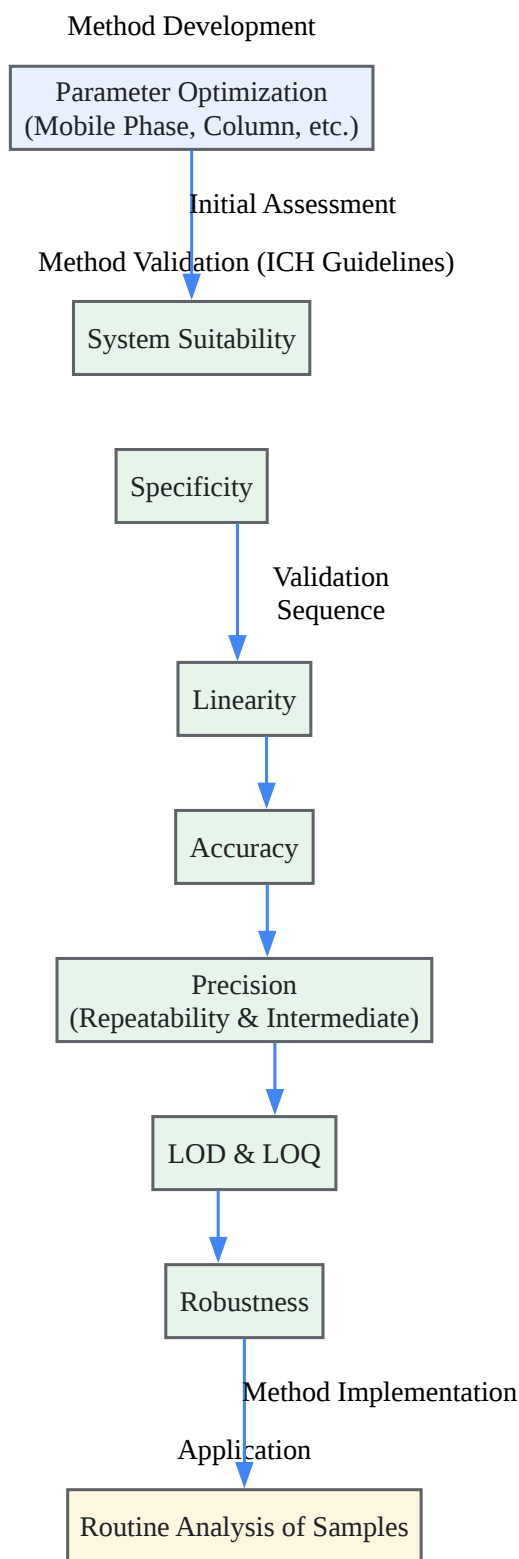 Method Development
Parameter Optimization
(Mobile Phase, Column, etc.)
Initial Assessment
Method Validation (ICH Guidelines)
System Suitability
Specificity
Validation
Sequence
Linearity
Accuracy
Precision
(Repeatability & Intermediate)
LOD & LOQ
Robustness
Method Implementation
Application
Routine Analysis of Samples